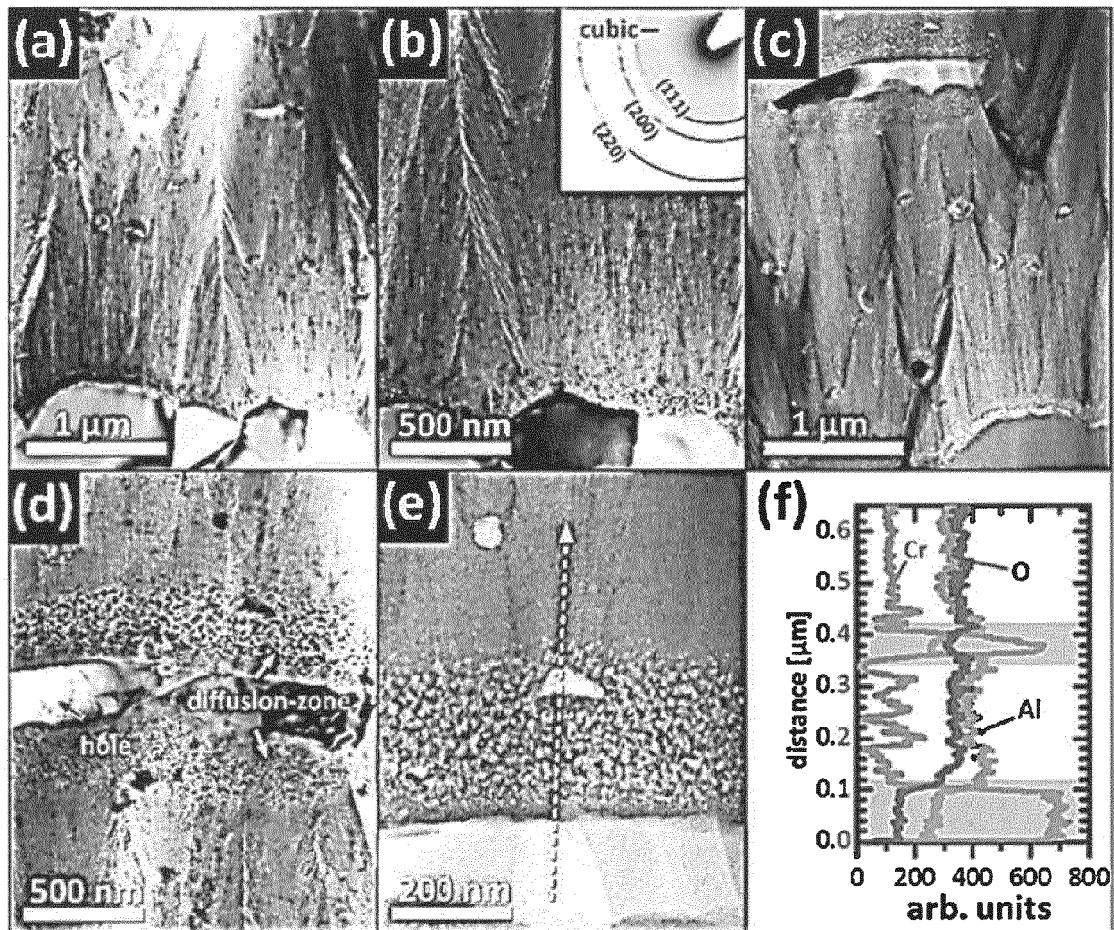 (a)
1 µm
(b)
cubic
(111)
(200)
(220)
500 nm
(c)
1 µm
(d)
diffusion-zone
hole
500 nm
(e)
200 nm
(f)
0.6
0.5
0.4
0.3
0.2
0.1
0.0
distance [µm]
Cr
O
Al
0 200 400 600 800
arb. units